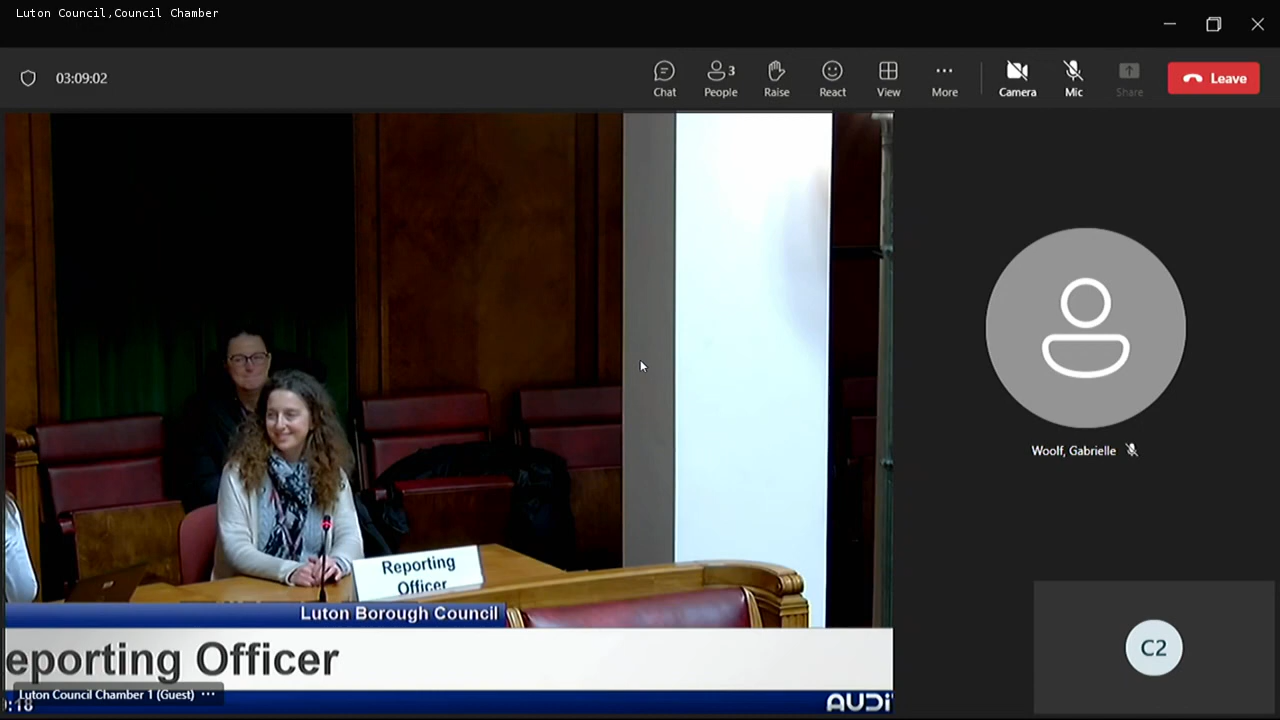 Luton Council,Council Chamber
03:09:02
Chat
People
3
Raise
React
View
More
Camera
Mic
Share
Leave
Reporting
Officer
Luton Borough Council
eporting Officer
Luton Council Chamber 1 (Guest) ...
:18
AUDi
Woolf, Gabrielle
C2